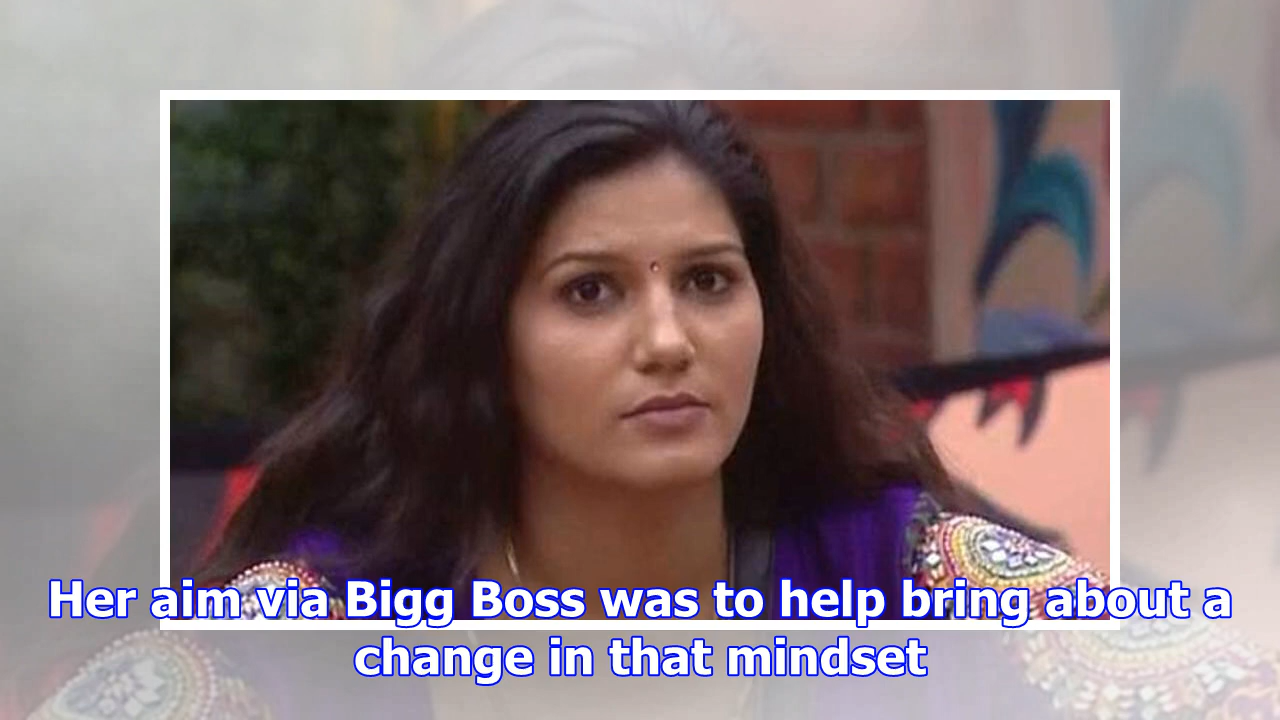 Her aim via Bigg Boss was to help bring about a
change in that mindset